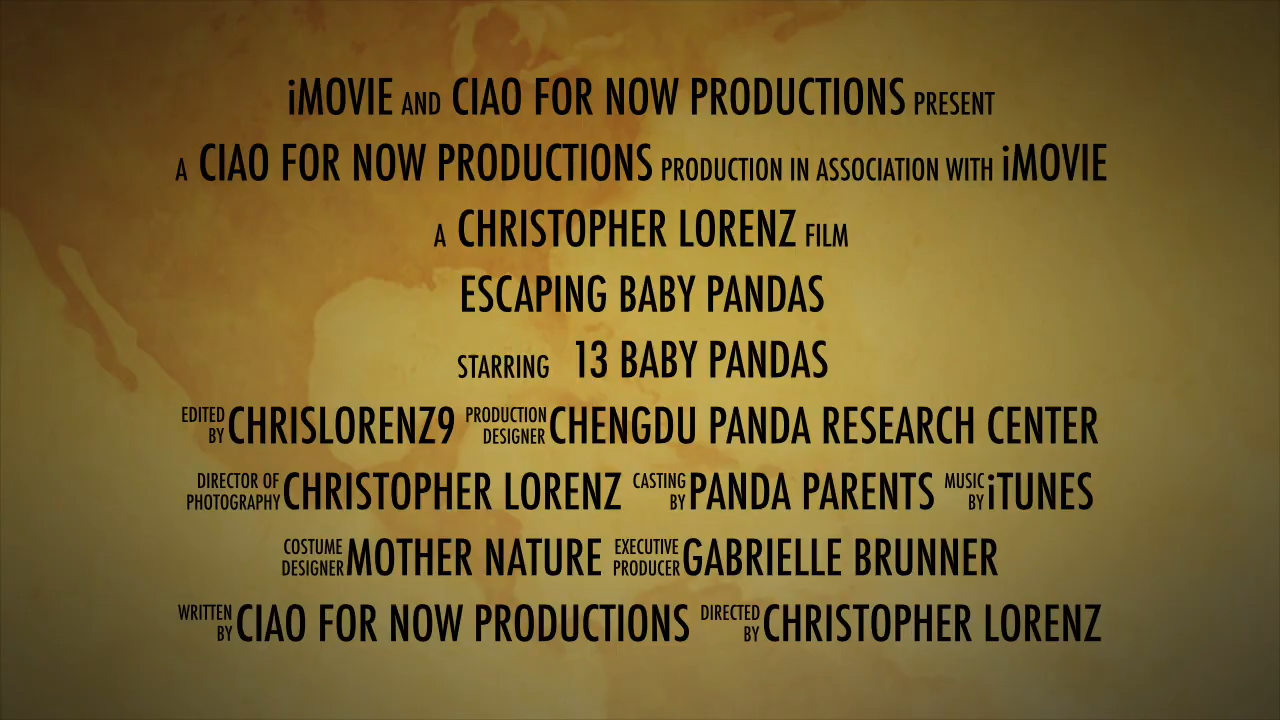 iMOVIE AND CIAO FOR NOW PRODUCTIONS PRESENT
A CIAO FOR NOW PRODUCTIONS PRODUCTION IN ASSOCIATION WITH iMOVIE
A CHRISTOPHER LORENZ FILM
ESCAPING BABY PANDAS
STARRING 13 BABY PANDAS
EDITED BY CHRISLORENZ9 PRODUCTION DESIGNER CHENGDU PANDA RESEARCH CENTER
DIRECTOR OF PHOTOGRAPHY CHRISTOPHER LORENZ CASTING BY PANDA PARENTS MUSIC BY iTUNES
COSTUME DESIGNER MOTHER NATURE EXECUTIVE PRODUCER GABRIELLE BRUNNER
WRITTEN BY CIAO FOR NOW PRODUCTIONS DIRECTED BY CHRISTOPHER LORENZ